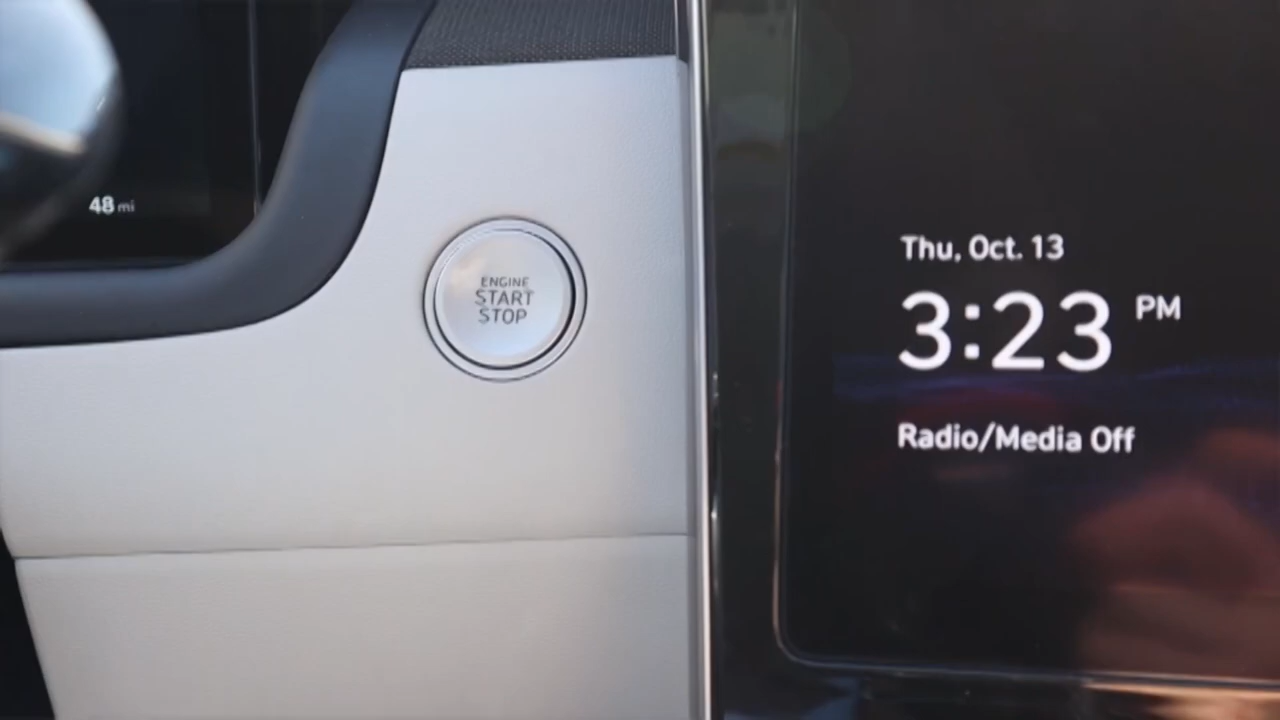 48 mi
ENGINE
START
STOP
Thu, Oct. 13
3:23 PM
Radio/Media Off